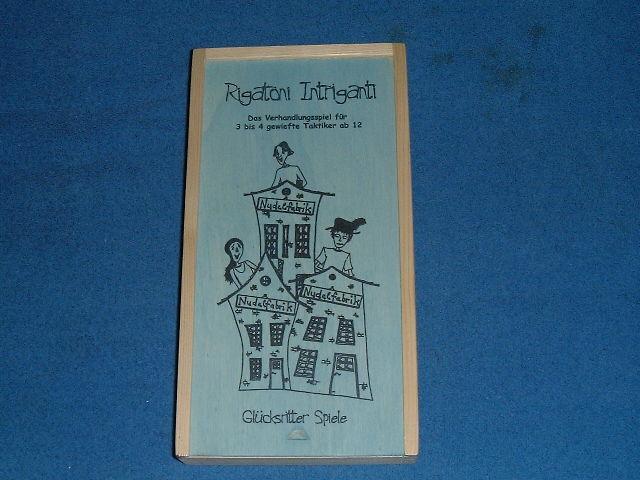 Rigatoni Intriganti
Das Verhandlungsspiel für
3 bis 4 gewiefte Taktiker ab 12
Nudelfabrik
Nudelfabrik
Nudelfabrik
Glücksritter Spiele